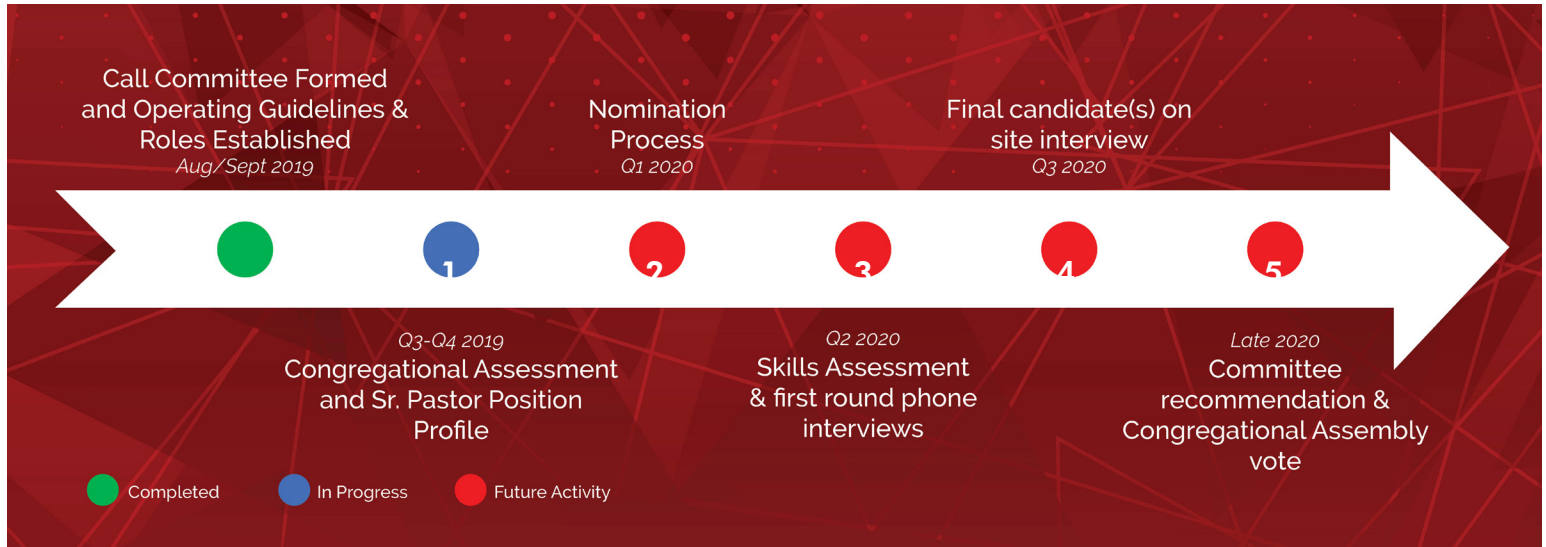 Call Committee Formed
and Operating Guidelines &
Roles Established
Aug/Sept 2019
Nomination
Process
Q1 2020
Final candidate(s) on
site interview
Q3 2020
1
2
3
4
5
Q3-Q4 2019
Congregational Assessment
and Sr. Pastor Position
Profile
Q2 2020
Skills Assessment
& first round phone
interviews
Late 2020
Committee
recommendation &
Congregational Assembly
vote
Completed
In Progress
Future Activity